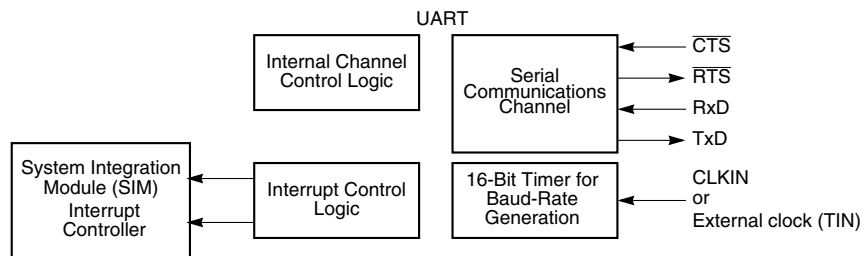 UART
Internal Channel
Control Logic
Serial
Communications
Channel
CTS
RTS
RxD
TxD
System Integration
Module (SIM)
Interrupt
Controller
Interrupt Control
Logic
16-Bit Timer for
Baud-Rate
Generation
CLKIN
or
External clock (TIN)